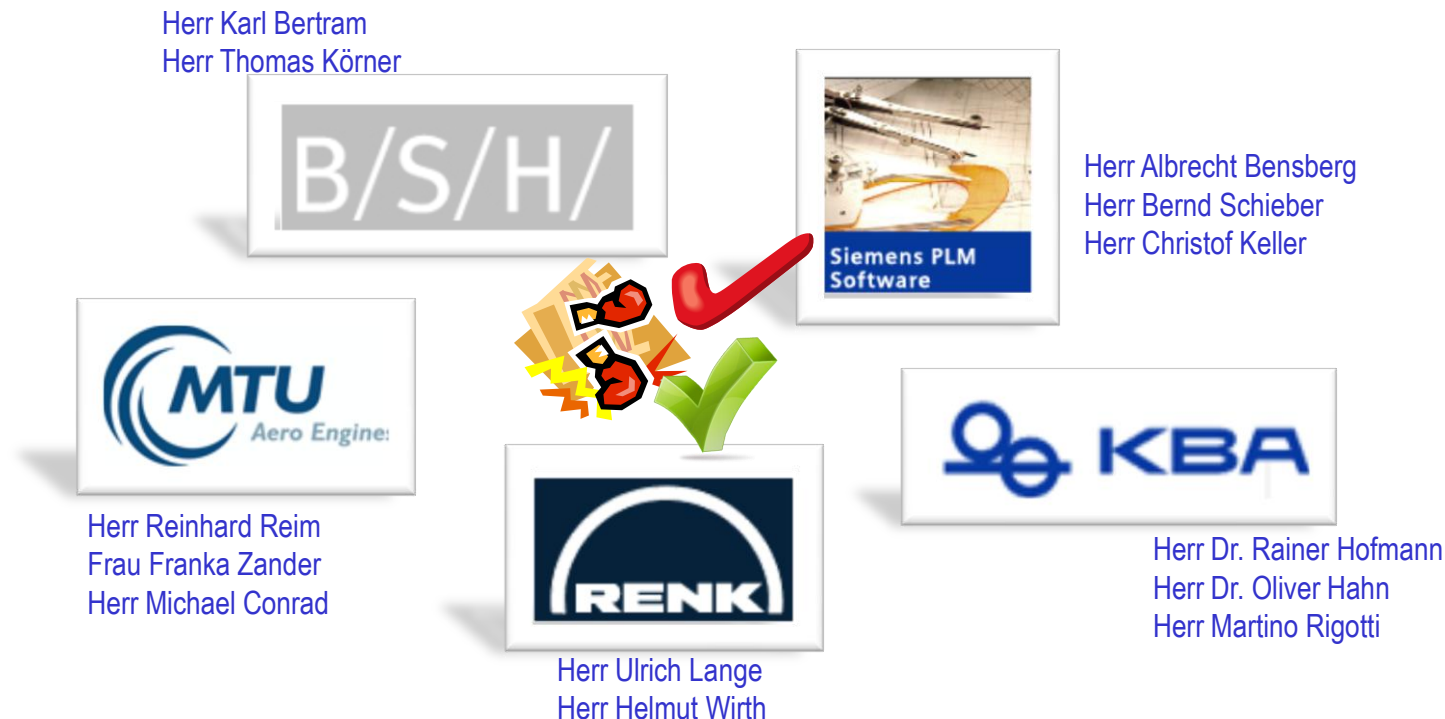 Herr Karl Bertram
Herr Thomas Körner
B/S/H/
Siemens PLM
Software
Herr Albrecht Bensberg
Herr Bernd Schieber
Herr Christof Keller
MTU
Aero Engines
Herr Reinhard Reim
Frau Franka Zander
Herr Michael Conrad
RENK
Herr Ulrich Lange
Herr Helmut Wirth
KBA
Herr Dr. Rainer Hofmann
Herr Dr. Oliver Hahn
Herr Martino Rigotti